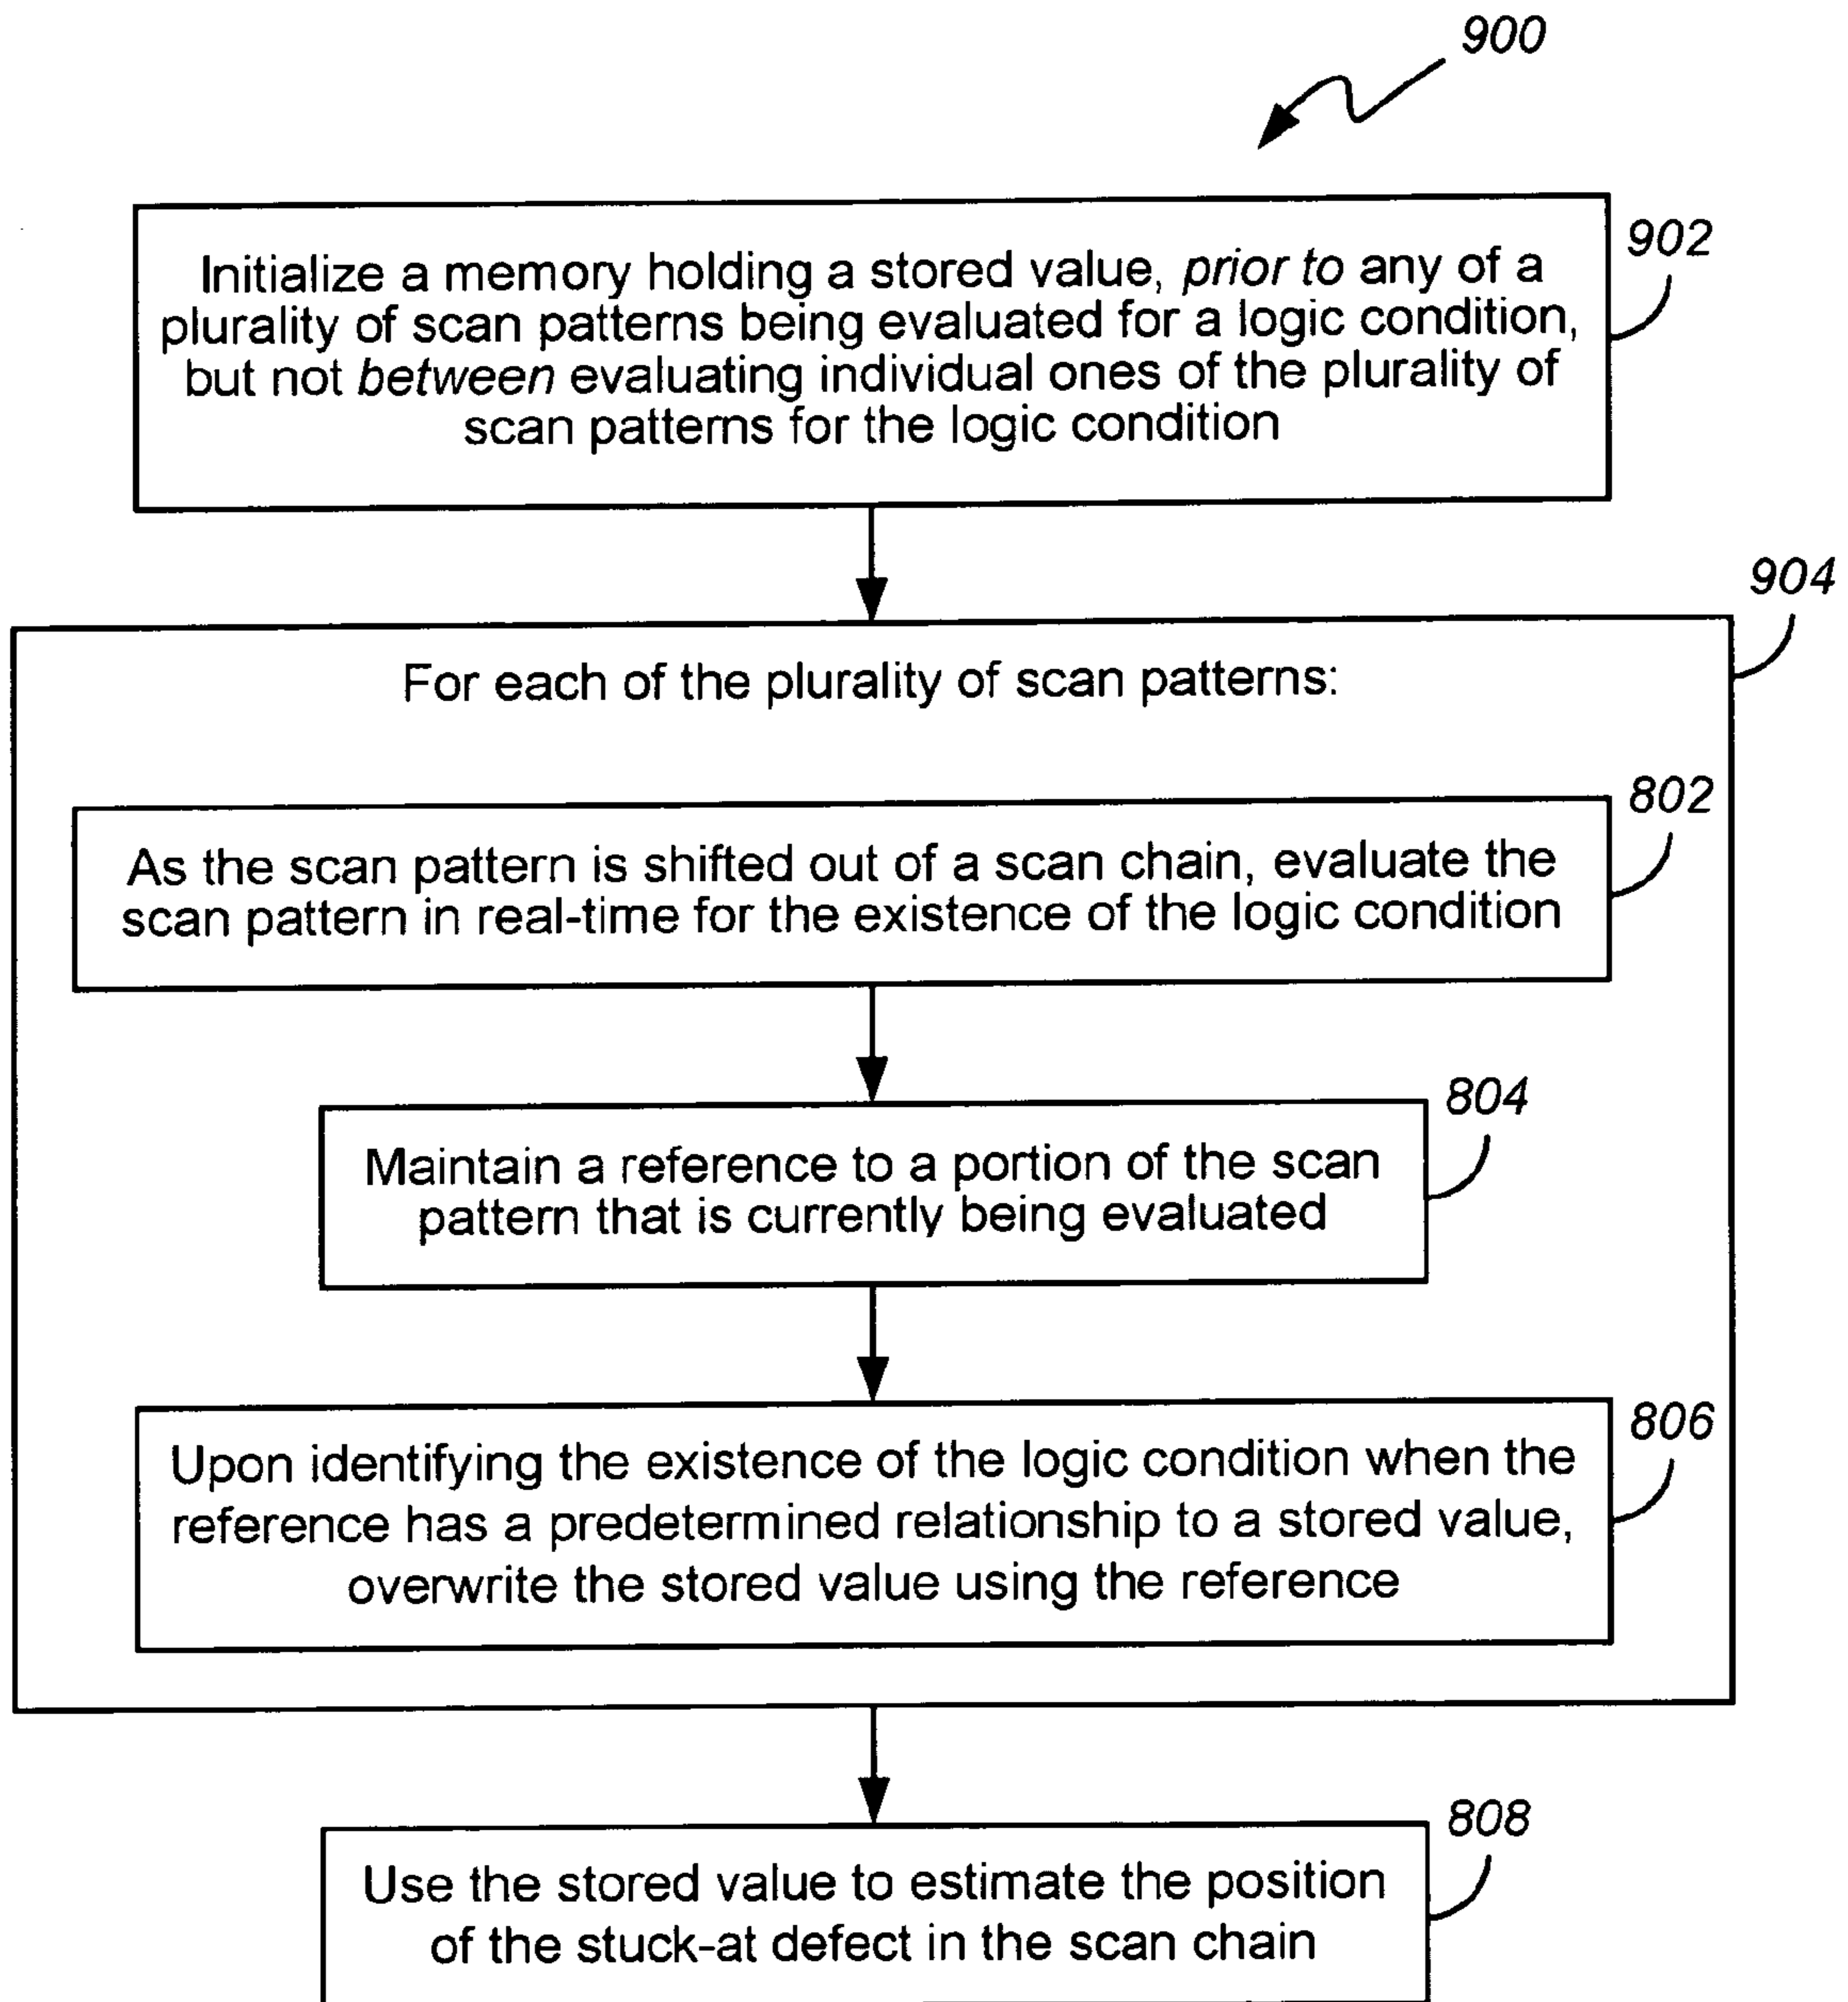 900
902
Initialize a memory holding a stored value, prior to any of a
plurality of scan patterns being evaluated for a logic condition,
but not between evaluating individual ones of the plurality of
scan patterns for the logic condition
904
For each of the plurality of scan patterns:
802
As the scan pattern is shifted out of a scan chain, evaluate the
scan pattern in real-time for the existence of the logic condition
804
Maintain a reference to a portion of the scan
pattern that is currently being evaluated
806
Upon identifying the existence of the logic condition when the
reference has a predetermined relationship to a stored value,
overwrite the stored value using the reference
808
Use the stored value to estimate the position
of the stuck-at defect in the scan chain